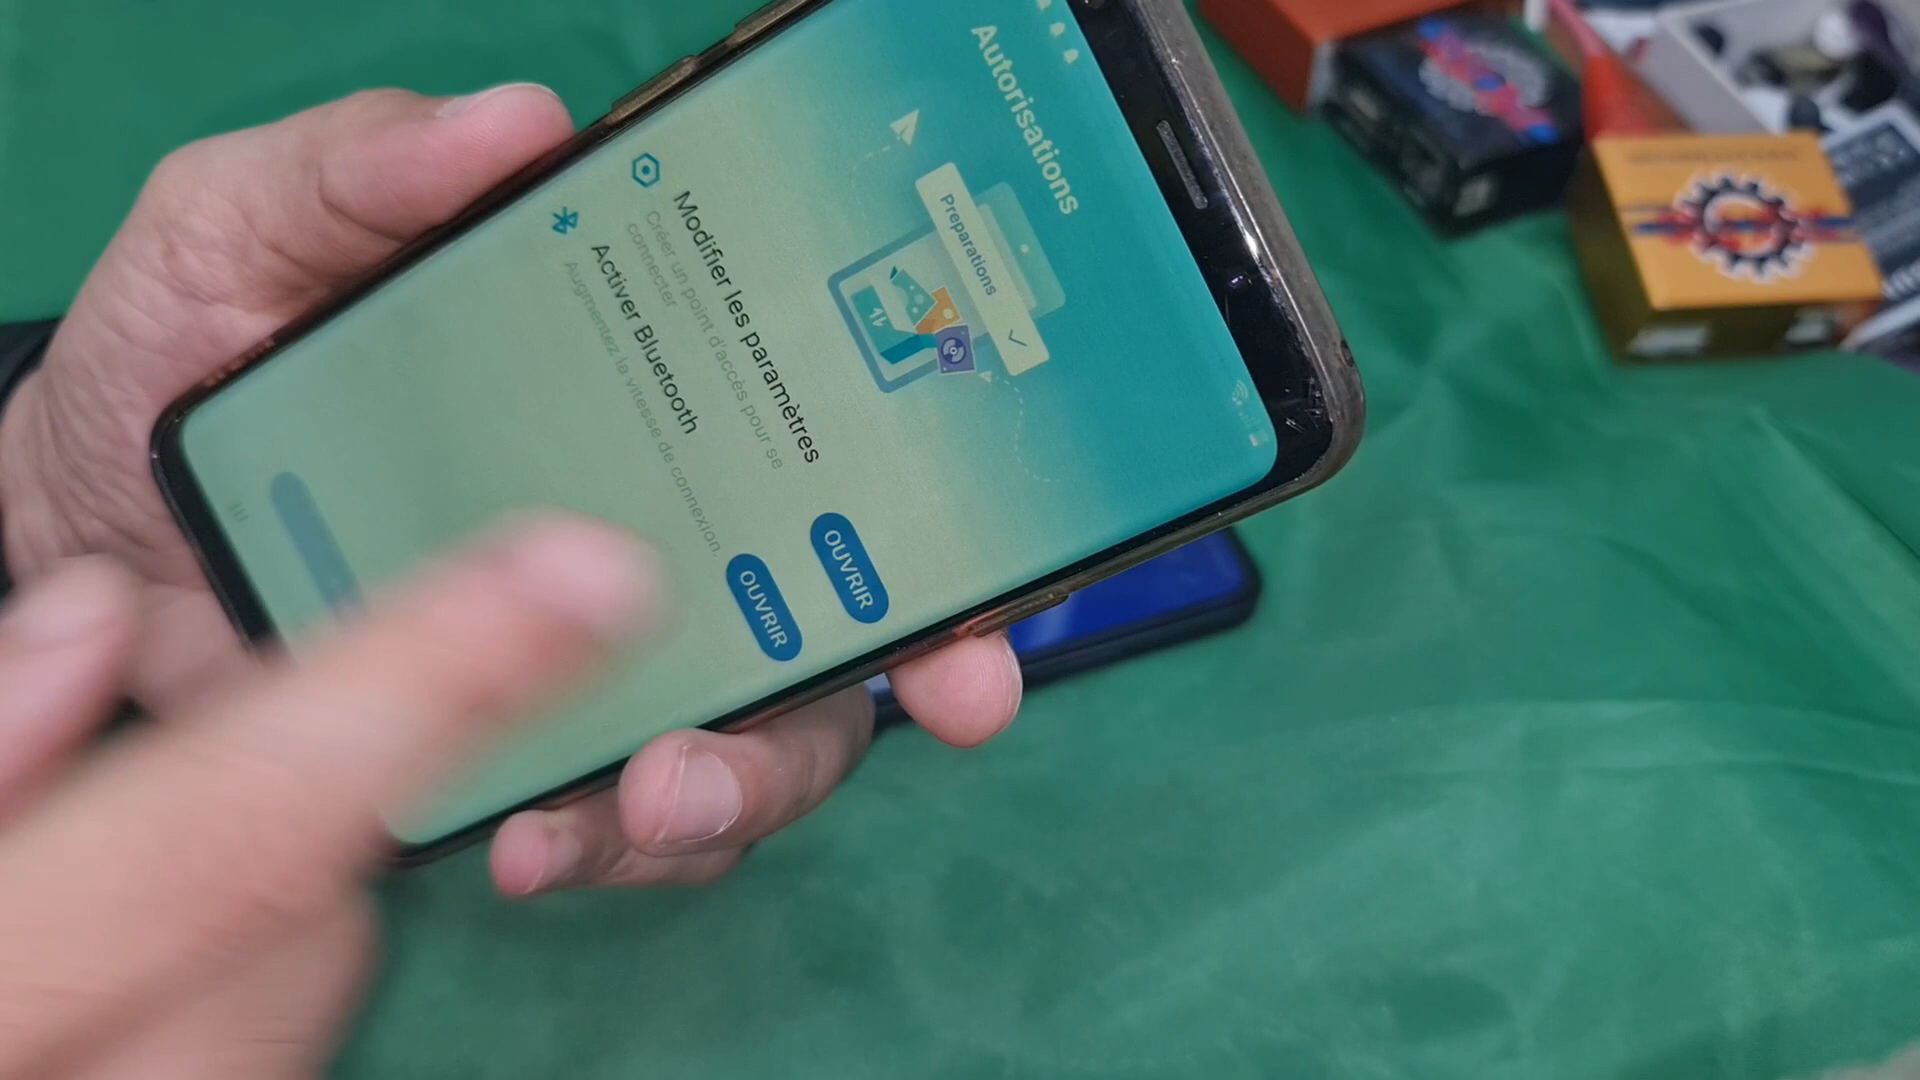 Autorisations
Preparations
Modifier les paramètres
Créer un point d'accès pour se
connecter
OUVRIR
Activer Bluetooth
Augmentez la vitesse de connexion.
OUVRIR